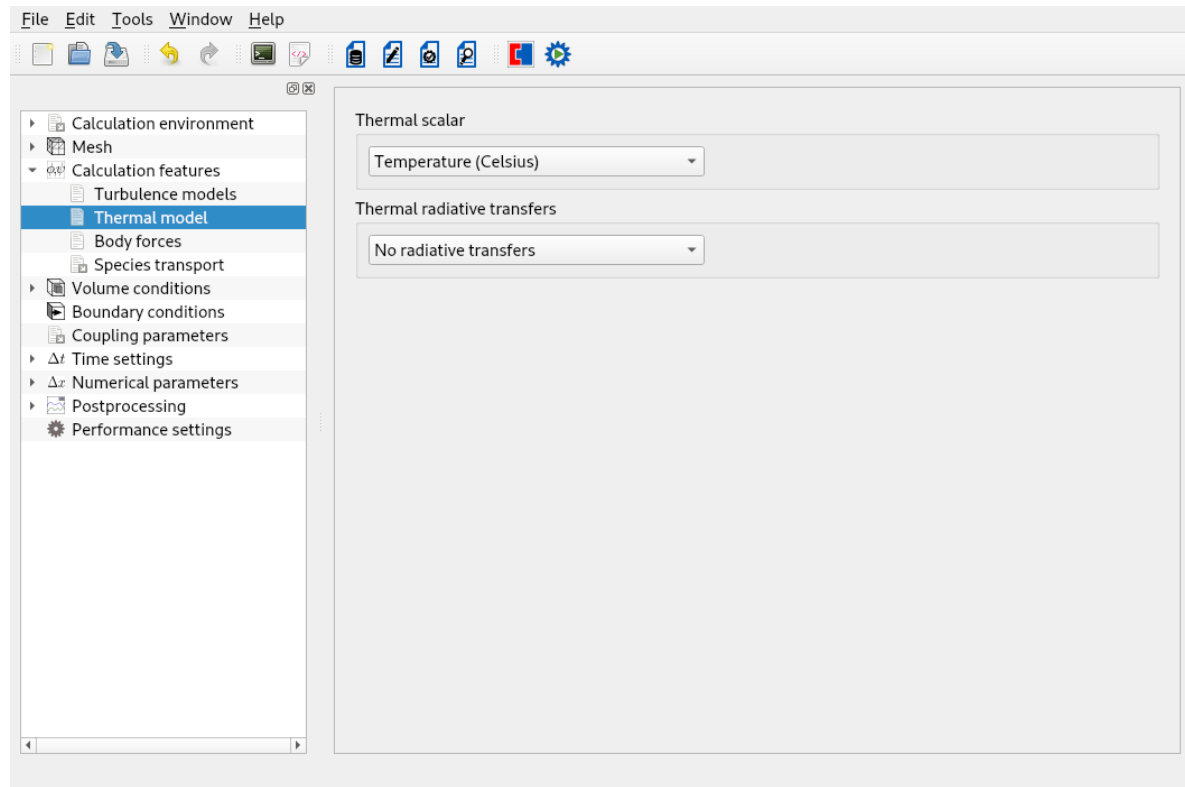 File Edit Tools Window Help
Calculation environment
Mesh
Calculation features
Turbulence models
Thermal model
Body forces
Species transport
Volume conditions
Boundary conditions
Coupling parameters
Δt Time settings
Δx Numerical parameters
Postprocessing
Performance settings
Thermal scalar
Temperature (Celsius)
Thermal radiative transfers
No radiative transfers